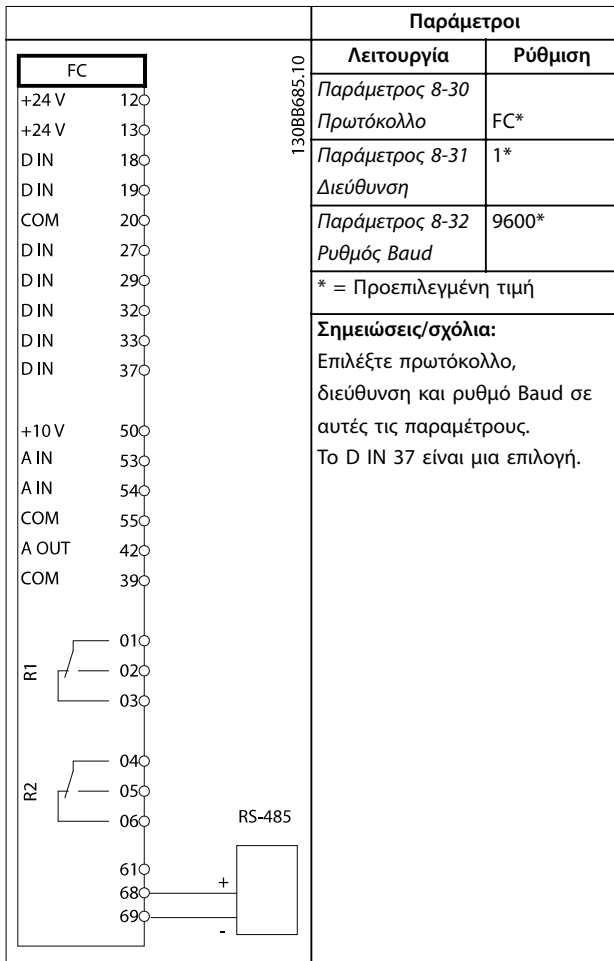 Παράμετροι
Λειτουργία Ρύθμιση
Παράμετρος 8-30
Πρωτόκολλο FC*
Παράμετρος 8-31 1*
Διεύθυνση
Παράμετρος 8-32 9600*
Ρυθμός Baud
* = Προεπιλεγμένη τιμή
Σημειώσεις/σχόλια:
Επιλέξτε πρωτόκολλο,
διεύθυνση και ρυθμό Baud σε
αυτές τις παραμέτρους.
Το D IN 37 είναι μια επιλογή.
130BB685.10
FC
+24 V 12
+24 V 13
D IN 18
D IN 19
COM 20
D IN 27
D IN 29
D IN 32
D IN 33
D IN 37
+10 V 50
A IN 53
A IN 54
COM 55
A OUT 42
COM 39
R1
01
02
03
R2
04
05
06
RS-485
61
68 +
69 -